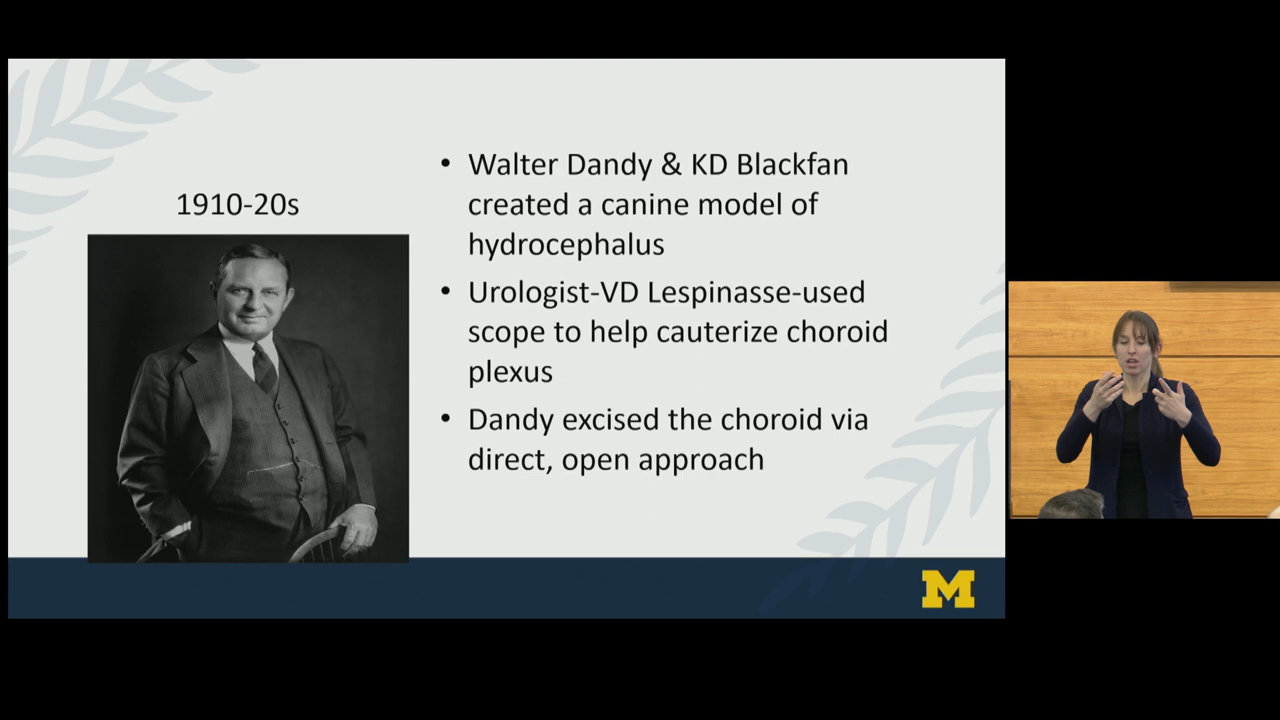 1910-20s
• Walter Dandy & KD Blackfan
created a canine model of
hydrocephalus
• Urologist-VD Lespinasse-used
scope to help cauterize choroid
plexus
• Dandy excised the choroid via
direct, open approach
M